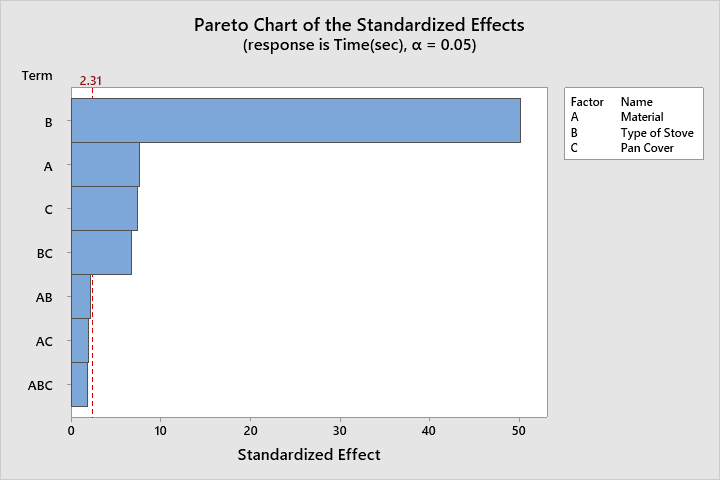 Pareto Chart of the Standardized Effects
(response is Time(sec), α = 0.05)
Term
2.31
B
A
C
BC
AB
AC
ABC
0 10 20 30 40 50
Standardized Effect
Factor Name
A Material
B Type of Stove
C Pan Cover